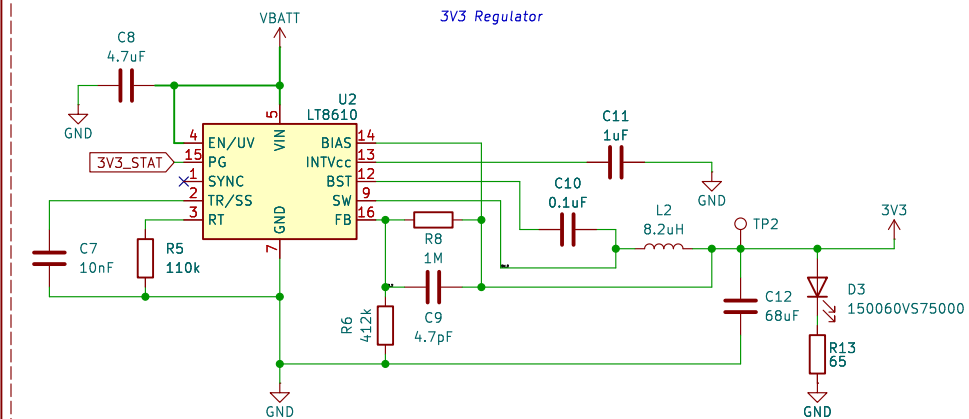 3V3 Regulator
VBATT
C8
4.7uF
GND
U2
LT8610
5
VIN
4
EN/UV
BIAS
14
3V3_STAT
15
PG
INTVcc
13
1
SYNC
BST
12
2
TR/SS
SW
9
3
RT
FB
16
GND
7
C7
10nF
R5
110k
C11
1uF
GND
C10
0.1uF
L2
8.2uH
R8
1M
C9
4.7pF
R6
412k
TP2
3V3
C12
68uF
D3
150060VS75000
R13
65
GND
GND